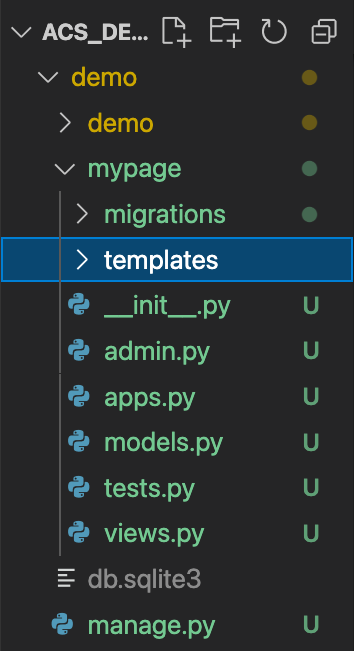 ACS_DE...
demo
demo
mypage
migrations
templates
__init__.py U
admin.py U
apps.py U
models.py U
tests.py U
views.py U
db.sqlite3
manage.py U